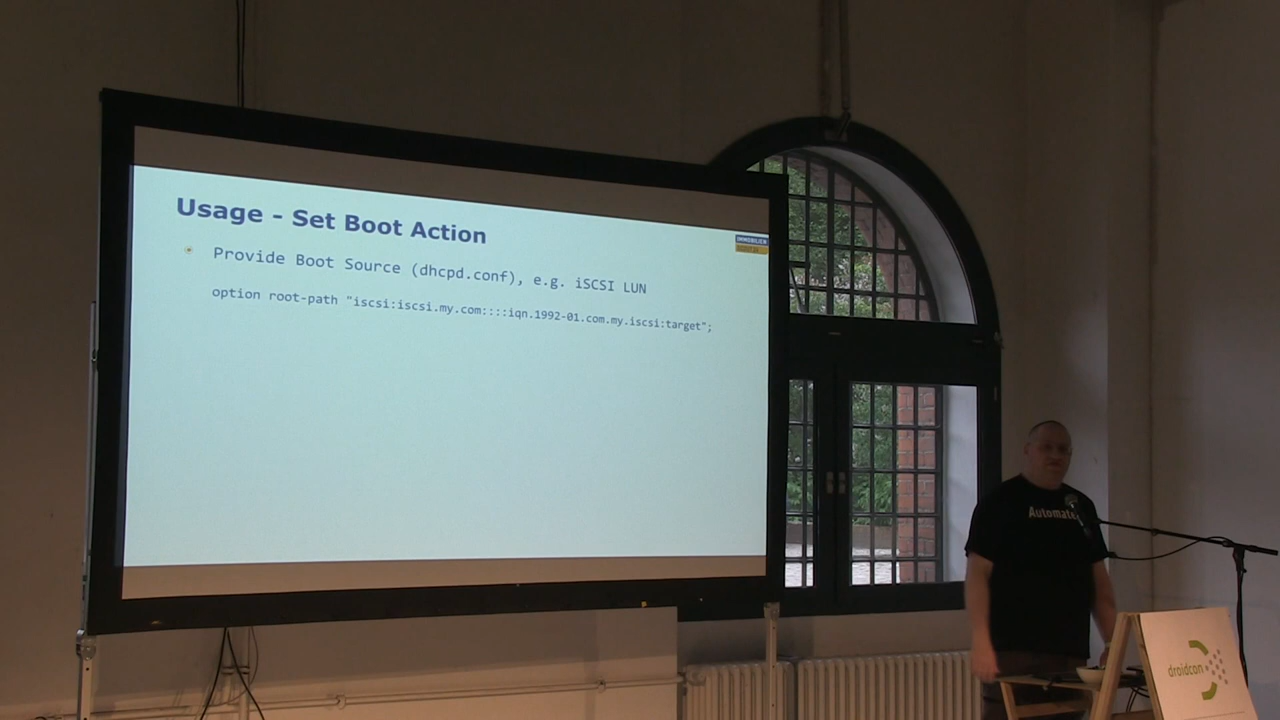 Usage - Set Boot Action
IMMOBILIEN
Provide Boot Source (dhcpd.conf), e.g. iSCSI LUN
option root-path "iscsi:iscsi.my.com::::iqn.1992-01.com.my.iscsi:target";
Automate
droidcon